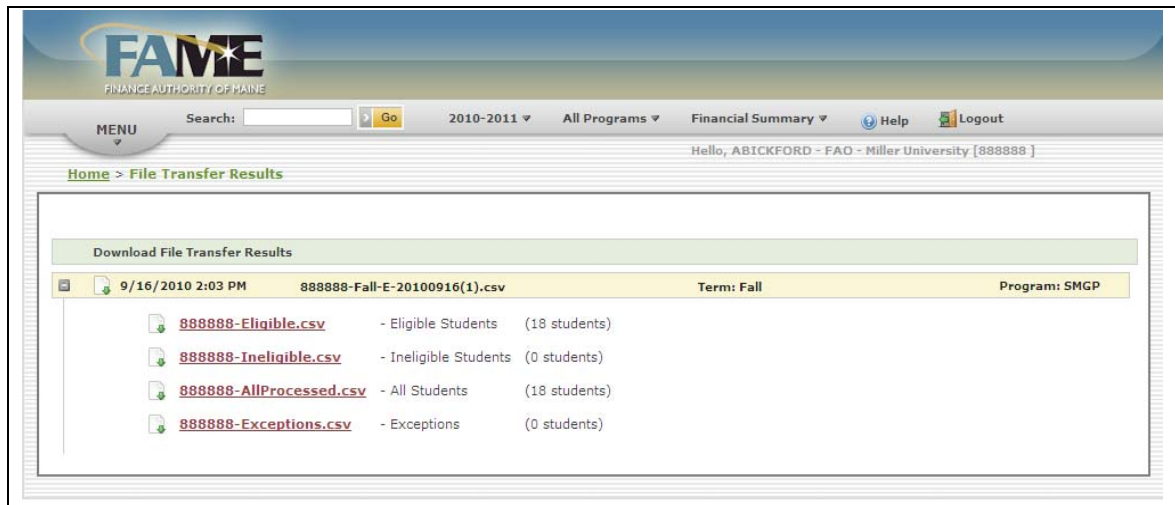 FAME
FINANCE AUTHORITY OF MAINE
MENU
Search: Go 2010-2011 All Programs Financial Summary Help Logout
Hello, ABICKFORD - FAO - Miller University [888888 ]
Home > File Transfer Results
Download File Transfer Results
9/16/2010 2:03 PM 888888-Fall-E-20100916(1).csv Term: Fall Program: SMGP
888888-Eligible.csv - Eligible Students (18 students)
888888-Ineligible.csv - Ineligible Students (0 students)
888888-AllProcessed.csv - All Students (18 students)
888888-Exceptions.csv - Exceptions (0 students)